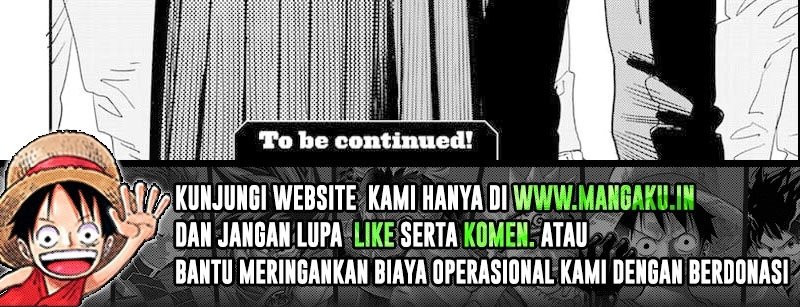 To be continued!
KUNJUNGI WEBSITE KAMI HANYA DI WWW.MANGAKU.IN
DAN JANGAN LUPA LIKE SERTA KOMEN. ATAU
BANTU MERINGANKAN BIAYA OPERASIONAL KAMI DENGAN BERDONASI